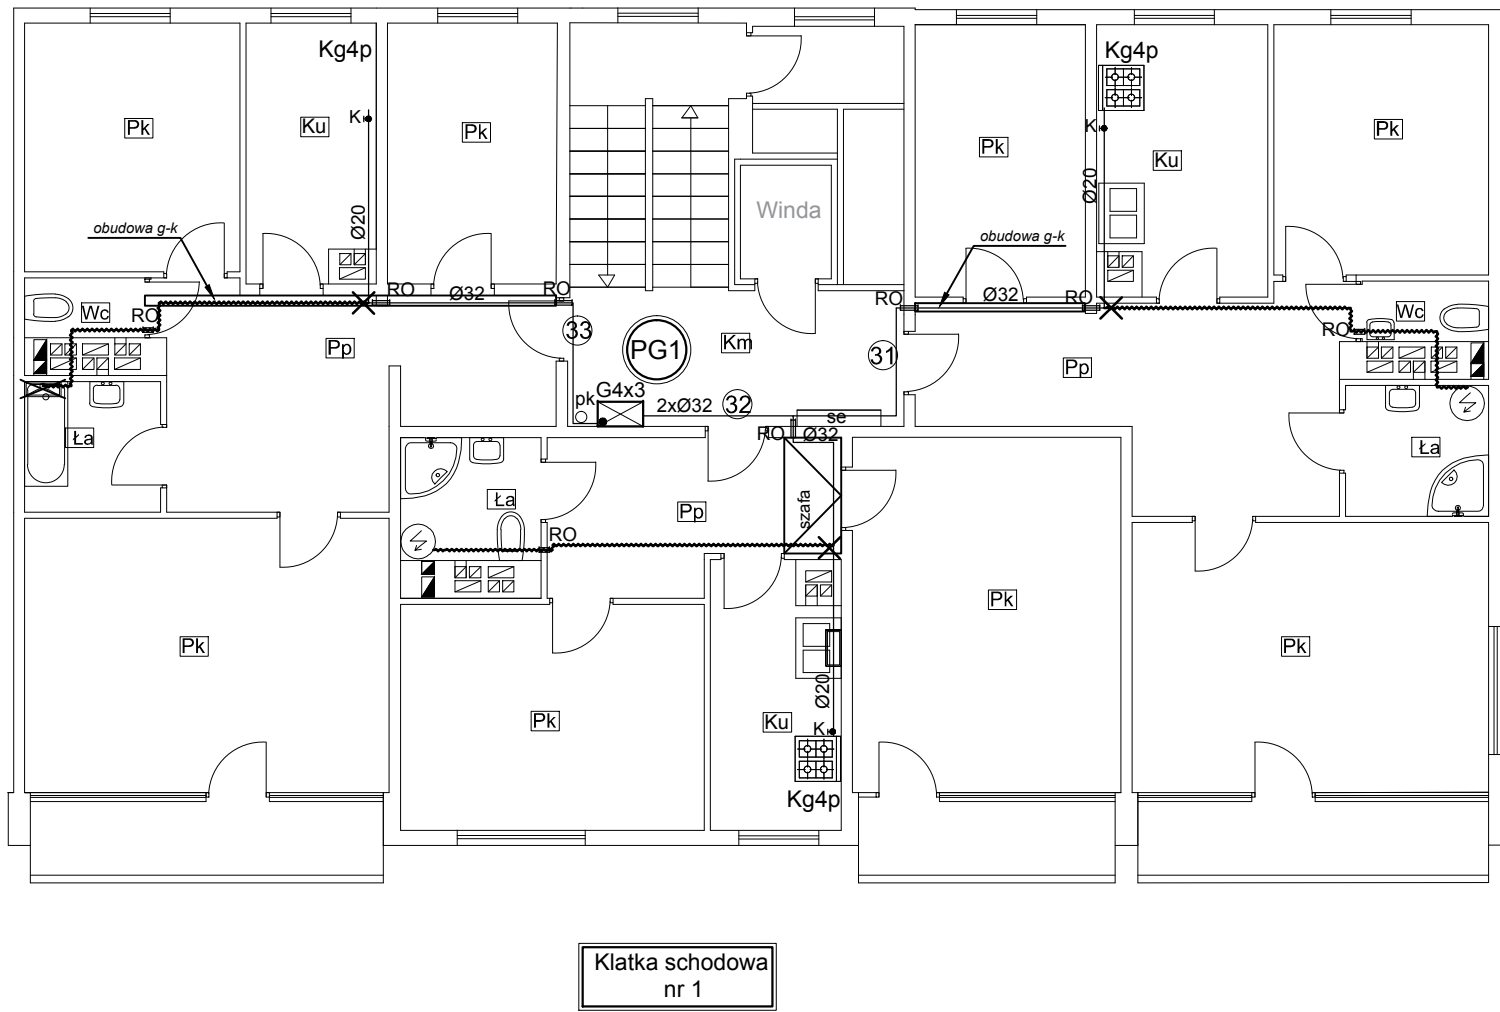 Kg4p
Kg4p
K
K
Pk
Ku
Pk
Pk
Ku
Pk
Ø20
Ø20
Winda
obudowa g-k
obudowa g-k
RO
Ø32
RO
RO
Ø32
RO
Wc
RO
Wc
RO
33
PG1
Km
31
Pp
Pp
pk
G4x3
2xØ32
32
se
RO
Ø32
Ła
Ła
Ła
szafa
Pp
RO
Pk
Pk
Pk
Ø20
Pk
Ku
K
Kg4p
Klatka schodowa
nr 1